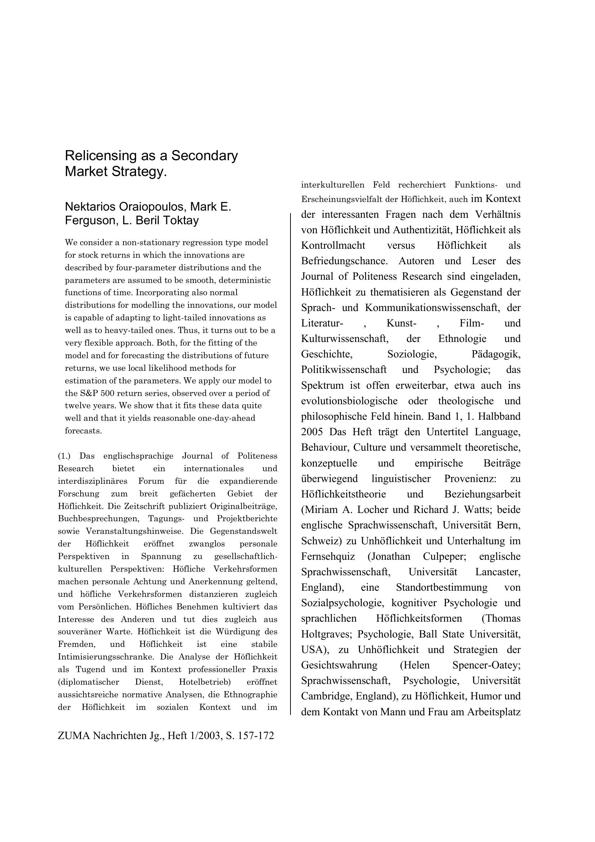 Relicensing as a Secondary
Market Strategy.
Nektarios Oraiopoulos, Mark E.
Ferguson, L. Beril Toktay
We consider a non-stationary regression type model
for stock returns in which the innovations are
described by four-parameter distributions and the
parameters are assumed to be smooth, deterministic
functions of time. Incorporating also normal
distributions for modelling the innovations, our model
is capable of adapting to light-tailed innovations as
well as to heavy-tailed ones. Thus, it turns out to be a
very flexible approach. Both, for the fitting of the
model and for forecasting the distributions of future
returns, we use local likelihood methods for
estimation of the parameters. We apply our model to
the S&P 500 return series, observed over a period of
twelve years. We show that it fits these data quite
well and that it yields reasonable one-day-ahead
forecasts.
(1.) Das englischsprachige Journal of Politeness
Research bietet ein internationales und
interdisziplinäres Forum für die expandierende
Forschung zum breit gefächerten Gebiet der
Höflichkeit. Die Zeitschrift publiziert Originalbeiträge,
Buchbesprechungen, Tagungs- und Projektberichte
sowie Veranstaltungshinweise. Die Gegenstandswelt
der Höflichkeit eröffnet zwanglos personale
Perspektiven in Spannung zu gesellschaftlich-
kulturellen Perspektiven: Höfliche Verkehrsformen
machen personale Achtung und Anerkennung geltend,
und höfliche Verkehrsformen distanzieren zugleich
vom Persönlichen. Höfliches Benehmen kultiviert das
Interesse des Anderen und tut dies zugleich aus
souveräner Warte. Höflichkeit ist die Würdigung des
Fremden, und Höflichkeit ist eine stabile
Intimisierungsschranke. Die Analyse der Höflichkeit
als Tugend und im Kontext professioneller Praxis
(diplomatischer Dienst, Hotelbetrieb) eröffnet
aussichtsreiche normative Analysen, die Ethnographie
der Höflichkeit im sozialen Kontext und im
interkulturellen Feld recherchiert Funktions- und
Erscheinungsvielfalt der Höflichkeit, auch im Kontext
der interessanten Fragen nach dem Verhältnis
von Höflichkeit und Authentizität, Höflichkeit als
Kontrollmacht versus Höflichkeit als
Befriedungschance. Autoren und Leser des
Journal of Politeness Research sind eingeladen,
Höflichkeit zu thematisieren als Gegenstand der
Sprach- und Kommunikationswissenschaft, der
Literatur- , Kunst- , Film- und
Kulturwissenschaft, der Ethnologie und
Geschichte, Soziologie, Pädagogik,
Politikwissenschaft und Psychologie; das
Spektrum ist offen erweiterbar, etwa auch ins
evolutionsbiologische oder theologische und
philosophische Feld hinein. Band 1, 1. Halbband
2005 Das Heft trägt den Untertitel Language,
Behaviour, Culture und versammelt theoretische,
konzeptuelle und empirische Beiträge
überwiegend linguistischer Provenienz: zu
Höflichkeitstheorie und Beziehungsarbeit
(Miriam A. Locher und Richard J. Watts; beide
englische Sprachwissenschaft, Universität Bern,
Schweiz) zu Unhöflichkeit und Unterhaltung im
Fernsehquiz (Jonathan Culpeper; englische
Sprachwissenschaft, Universität Lancaster,
England), eine Standortbestimmung von
Sozialpsychologie, kognitiver Psychologie und
sprachlichen Höflichkeitsformen (Thomas
Holtgraves; Psychologie, Ball State Universität,
USA), zu Unhöflichkeit und Strategien der
Gesichtswahrung (Helen Spencer-Oatey;
Sprachwissenschaft, Psychologie, Universität
Cambridge, England), zu Höflichkeit, Humor und
dem Kontakt von Mann und Frau am Arbeitsplatz
ZUMA Nachrichten Jg., Heft 1/2003, S. 157-172